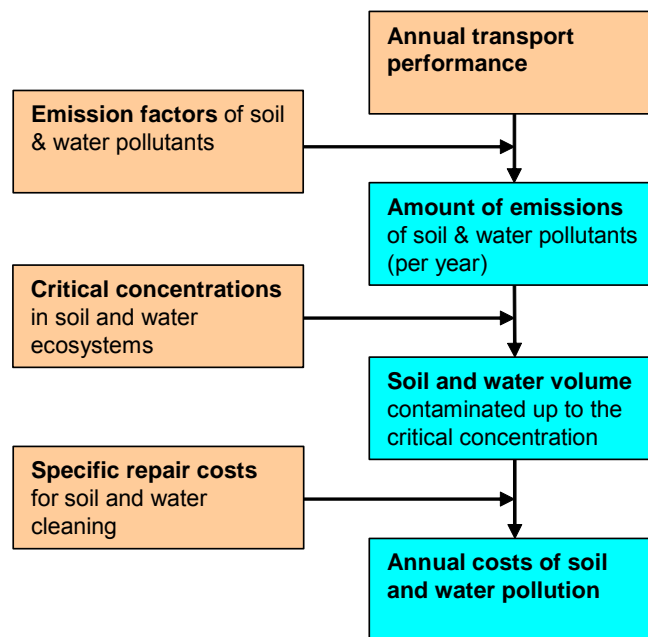 Annual transport
performance
Emission factors of soil
& water pollutants
Amount of emissions
of soil & water pollutants
(per year)
Critical concentrations
in soil and water
ecosystems
Soil and water volume
contaminated up to the
critical concentration
Specific repair costs
for soil and water
cleaning
Annual costs of soil
and water pollution